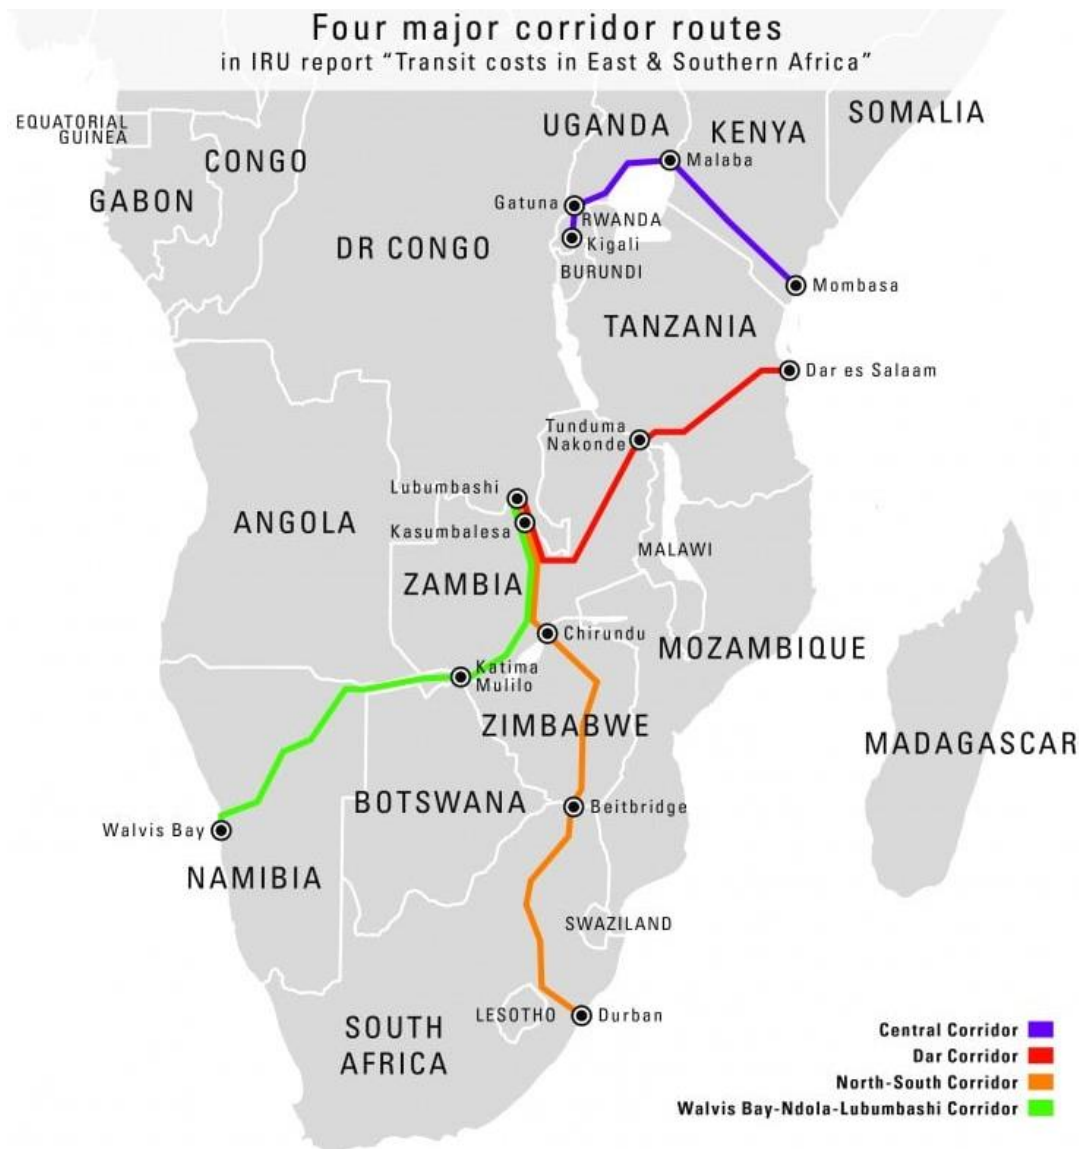 Four major corridor routes
in IRU report “Transit costs in East & Southern Africa”
SOMALIA
EQUATORIAL
GUINEA
UGANDA
KENYA
CONGO
Malaba
GABON
Gatuna
RWANDA
DR CONGO
Kigali
BURUNDI
Mombasa
TANZANIA
Dar es Salaam
Tunduma
Nakonde
Lubumbashi
ANGOLA
Kasumbalesa
MALAWI
ZAMBIA
Chirundu
MOZAMBIQUE
Katima
Mulilo
ZIMBABWE
MADAGASCAR
BOTSWANA
Beitbridge
Walvis Bay
NAMIBIA
SWAZILAND
LESOTHO
Durban
SOUTH
AFRICA
Central Corridor
Dar Corridor
North-South Corridor
Walvis Bay-Ndola-Lubumbashi Corridor